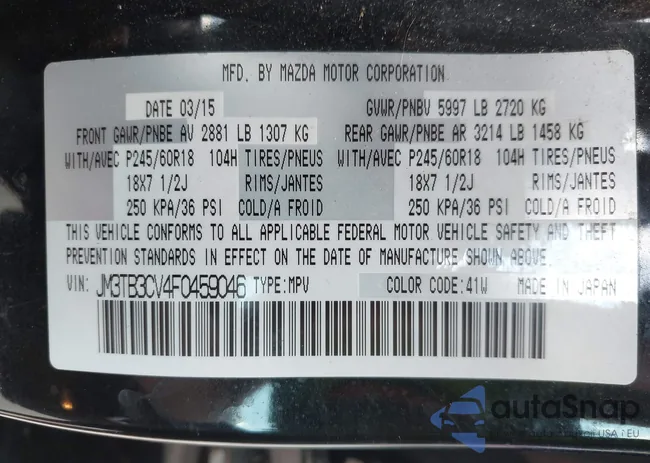 MFD. BY MAZDA MOTOR CORPORATION
DATE 03/15 GVWR/PNBV 5997 LB 2720 KG
FRONT GAWR/PNBE AV 2881 LB 1307 KG REAR GAWR/PNBE AR 3214 LB 1458 KG
WITH/AVEC P245/60R18 104H TIRES/PNEUS WITH/AVEC P245/60R18 104H TIRES/PNEUS
18X7 1/2J RIMS/JANTES 18X7 1/2J RIMS/JANTES
250 KPA/36 PSI COLD/A FROID 250 KPA/36 PSI COLD/A FROID
THIS VEHICLE CONFORMS TO ALL APPLICABLE FEDERAL MOTOR VEHICLE SAFETY AND THEFT
PREVENTION STANDARDS IN EFFECT ON THE DATE OF MANUFACTURE SHOWN ABOVE.
VIN: JM3TB3CV4F0459046 TYPE:MPV COLOR CODE:41W MADE IN JAPAN
autoSnap
USA EU